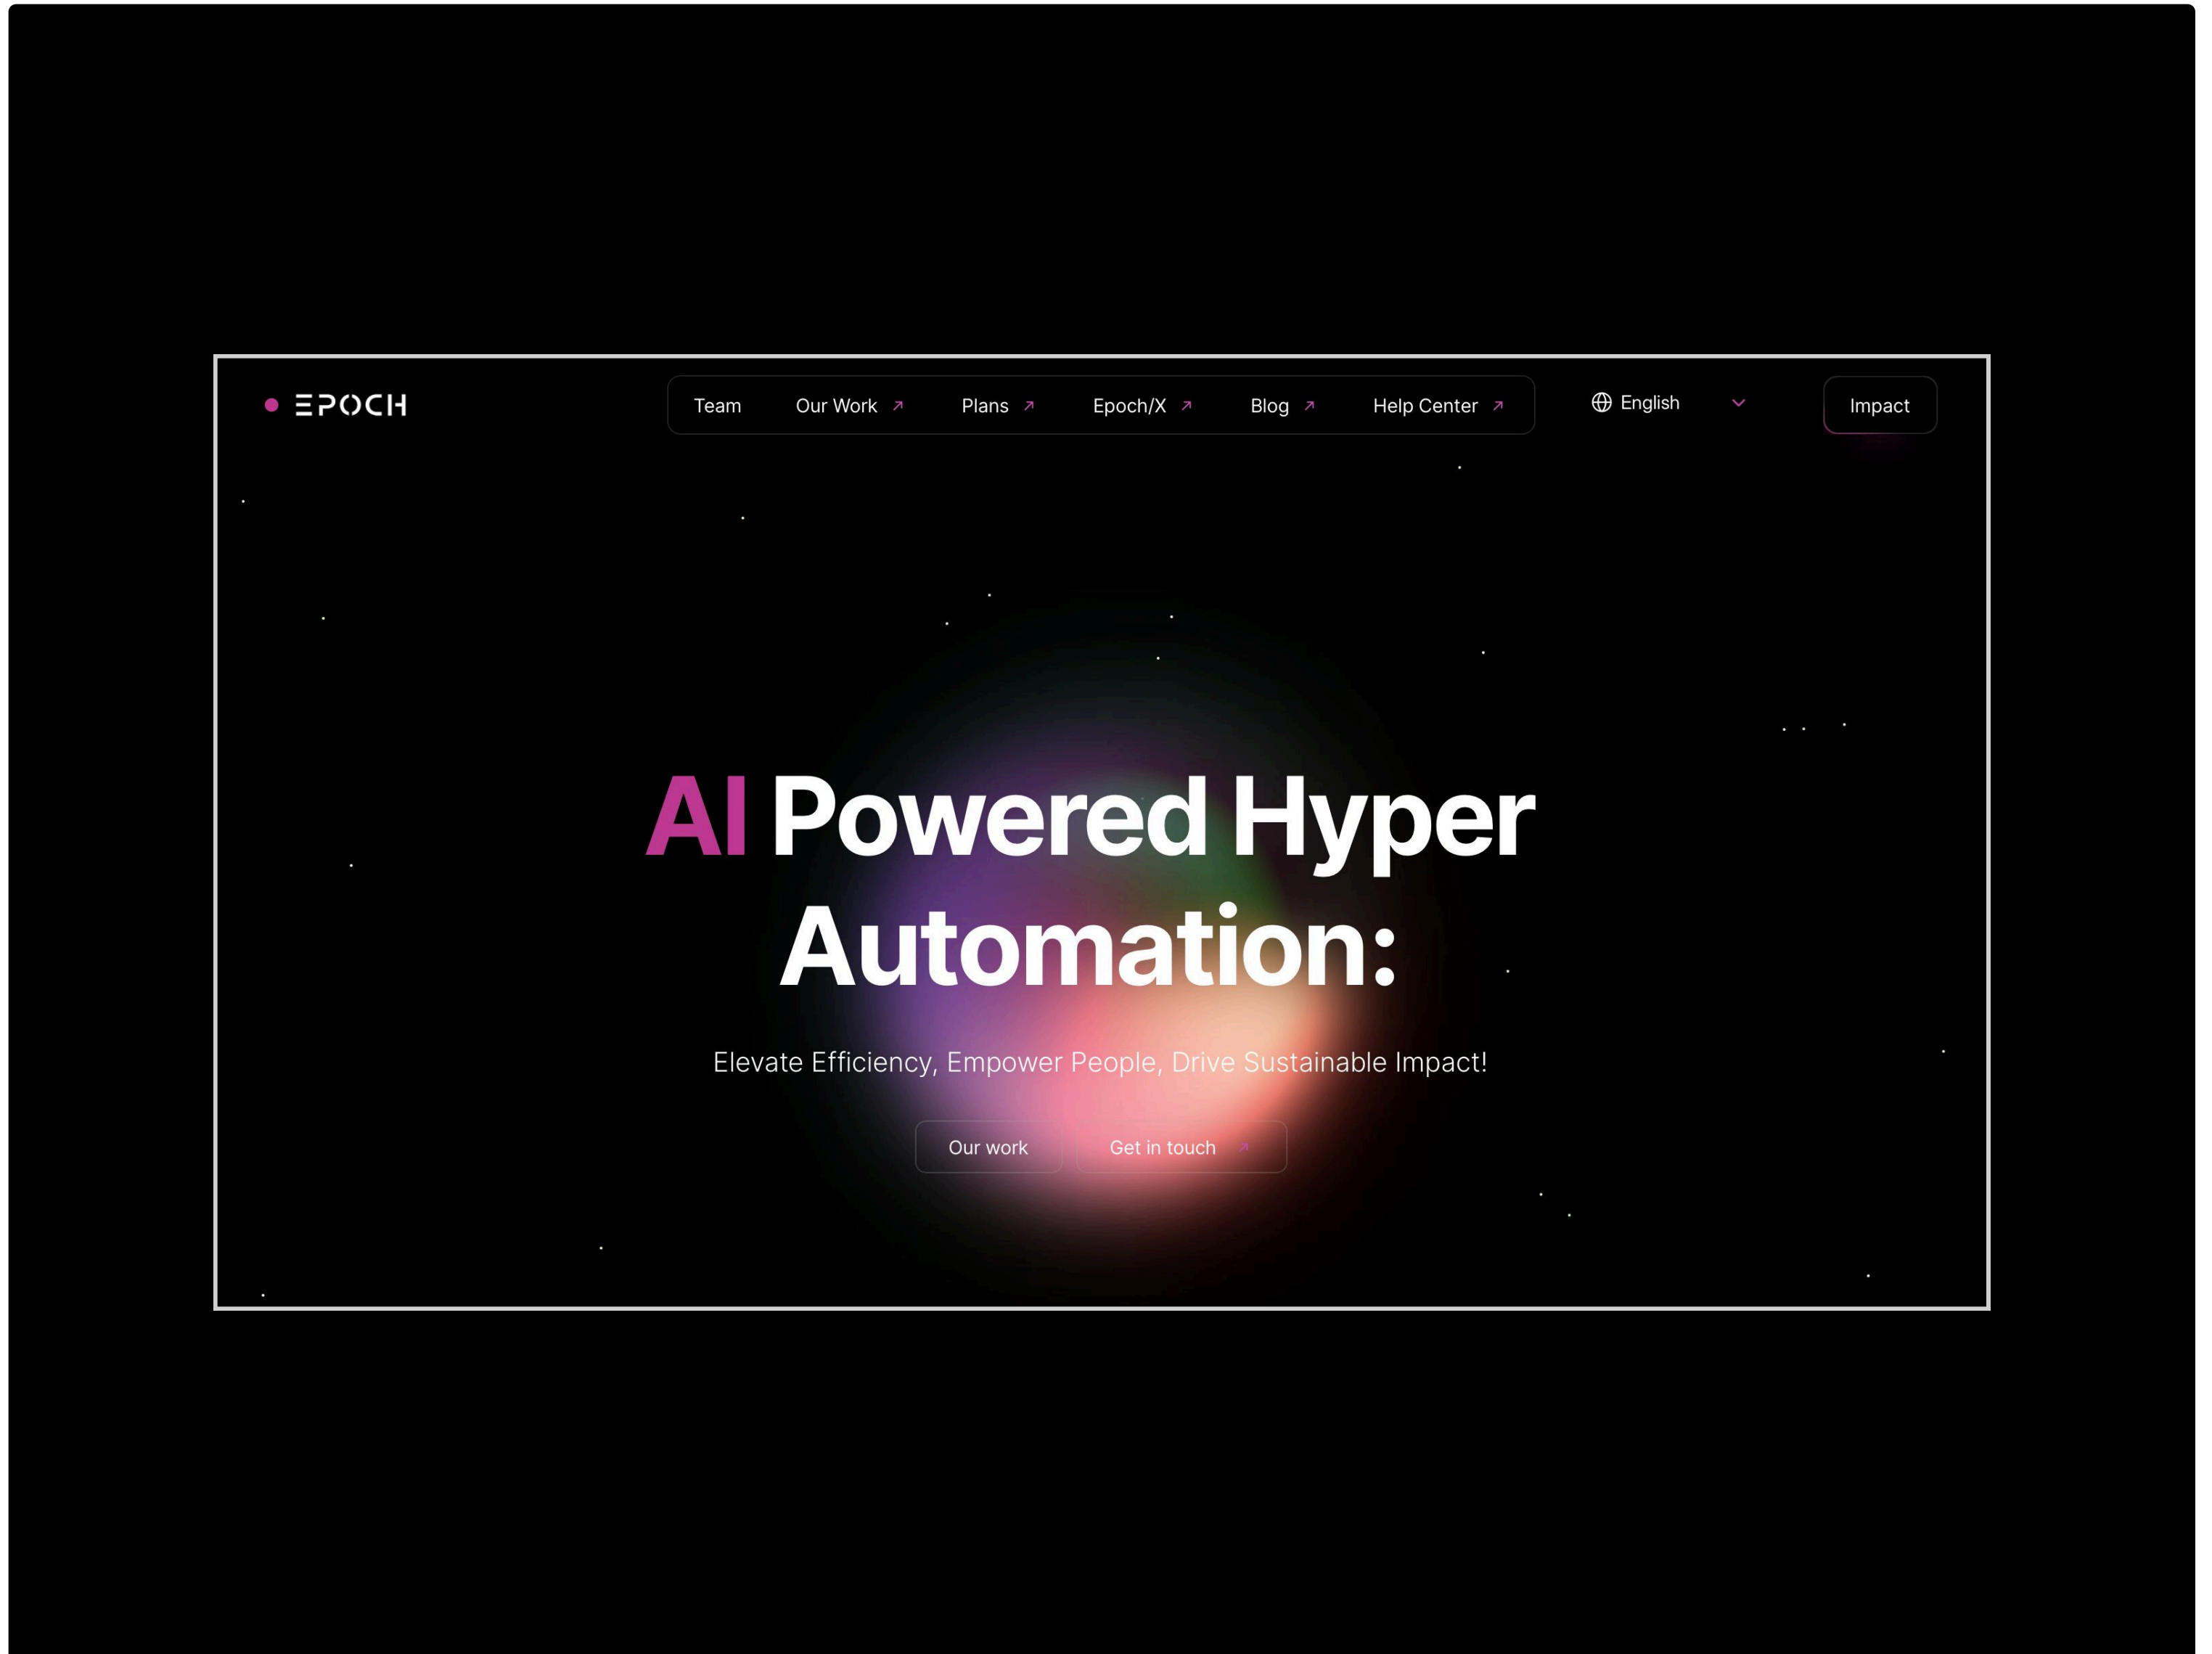 EPOCH
Team Our Work Plans Epoch/X Blog Help Center English Impact
AI Powered Hyper
Automation:
Elevate Efficiency, Empower People, Drive Sustainable Impact!
Our work Get in touch